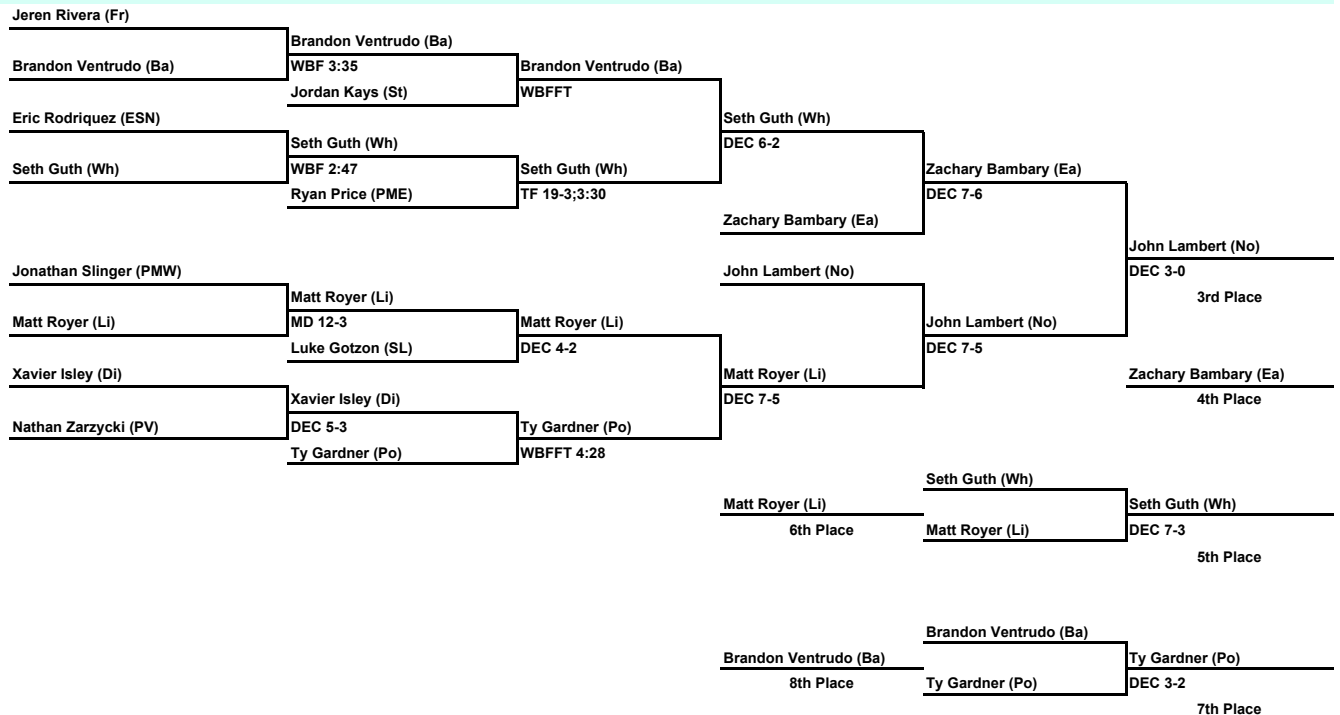 Jeren Rivera (Fr)
Brandon Ventrudo (Ba)
Brandon Ventrudo (Ba)
WBF 3:35
Brandon Ventrudo (Ba)
Jordan Kays (St)
WBFFT
Eric Rodriquez (ESN)
Seth Guth (Wh)
Seth Guth (Wh)
DEC 6-2
Seth Guth (Wh)
WBF 2:47
Seth Guth (Wh)
Zachary Bambary (Ea)
Ryan Price (PME)
TF 19-3;3:30
DEC 7-6
Zachary Bambary (Ea)
John Lambert (No)
Jonathan Slinger (PMW)
John Lambert (No)
DEC 3-0
3rd Place
Matt Royer (Li)
Matt Royer (Li)
MD 12-3
Matt Royer (Li)
John Lambert (No)
Luke Gotzon (SL)
DEC 4-2
DEC 7-5
Xavier Isley (Di)
Matt Royer (Li)
Zachary Bambary (Ea)
Xavier Isley (Di)
DEC 7-5
4th Place
Nathan Zarzycki (PV)
DEC 5-3
Ty Gardner (Po)
Ty Gardner (Po)
WBFFT 4:28
Seth Guth (Wh)
Matt Royer (Li)
Seth Guth (Wh)
6th Place
Matt Royer (Li)
DEC 7-3
5th Place
Brandon Ventrudo (Ba)
Brandon Ventrudo (Ba)
Ty Gardner (Po)
8th Place
Ty Gardner (Po)
DEC 3-2
7th Place